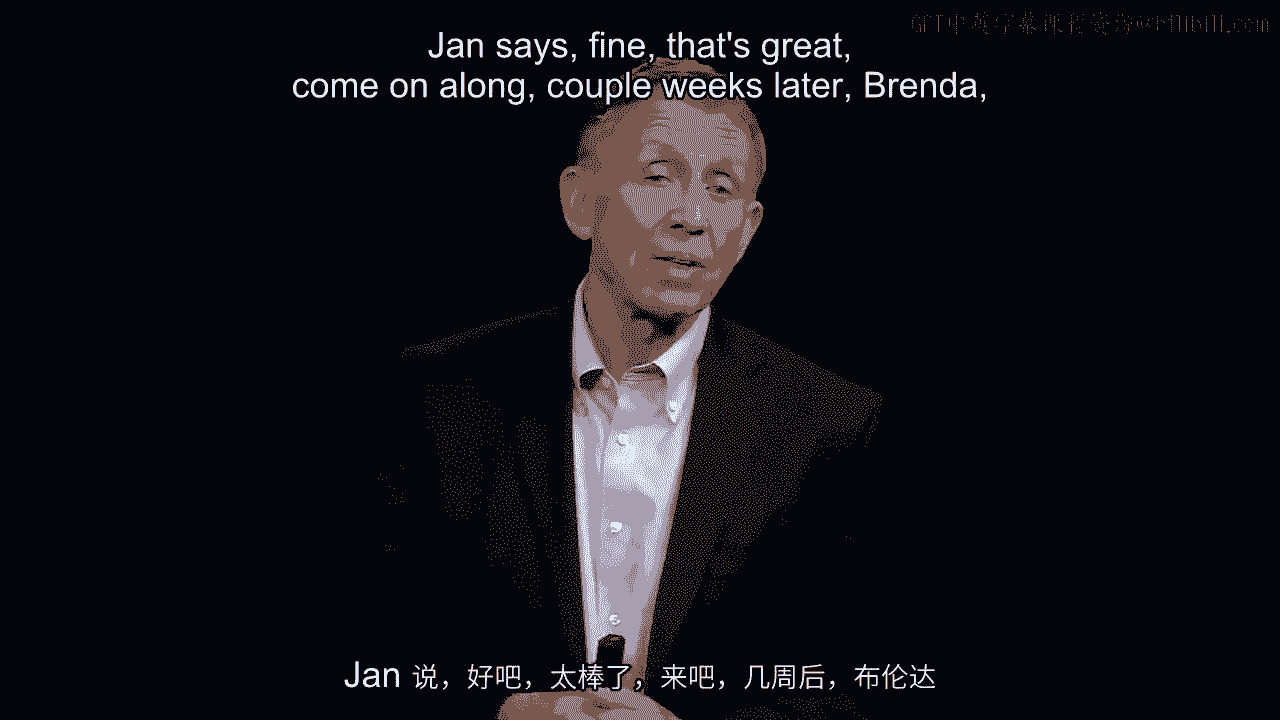 Jan says, fine, that's great,
come on along, couple weeks later, Brenda,
Jan 说，好吧，太棒了，来吧，几周后，布伦达